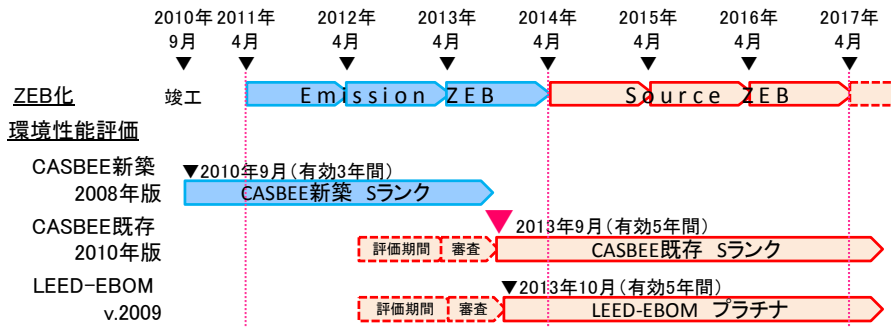 2010年 2011年 2012年 2013年 2014年 2015年 2016年 2017年
9月 4月 4月 4月 4月 4月 4月 4月
▼ ▼ ▼ ▼ ▼ ▼ ▼ ▼
ZEB化 竣工 Emission ZEB Source ZEB
環境性能評価
CASBEE新築 ▼2010年9月(有効3年間)
2008年版 CASBEE新築 Sランク
CASBEE既存 2013年9月(有効5年間)
2010年版 評価期間 審査 CASBEE既存 Sランク
LEED-EBOM ▼2013年10月(有効5年間)
v.2009 評価期間 審査 LEED-EBOM プラチナ